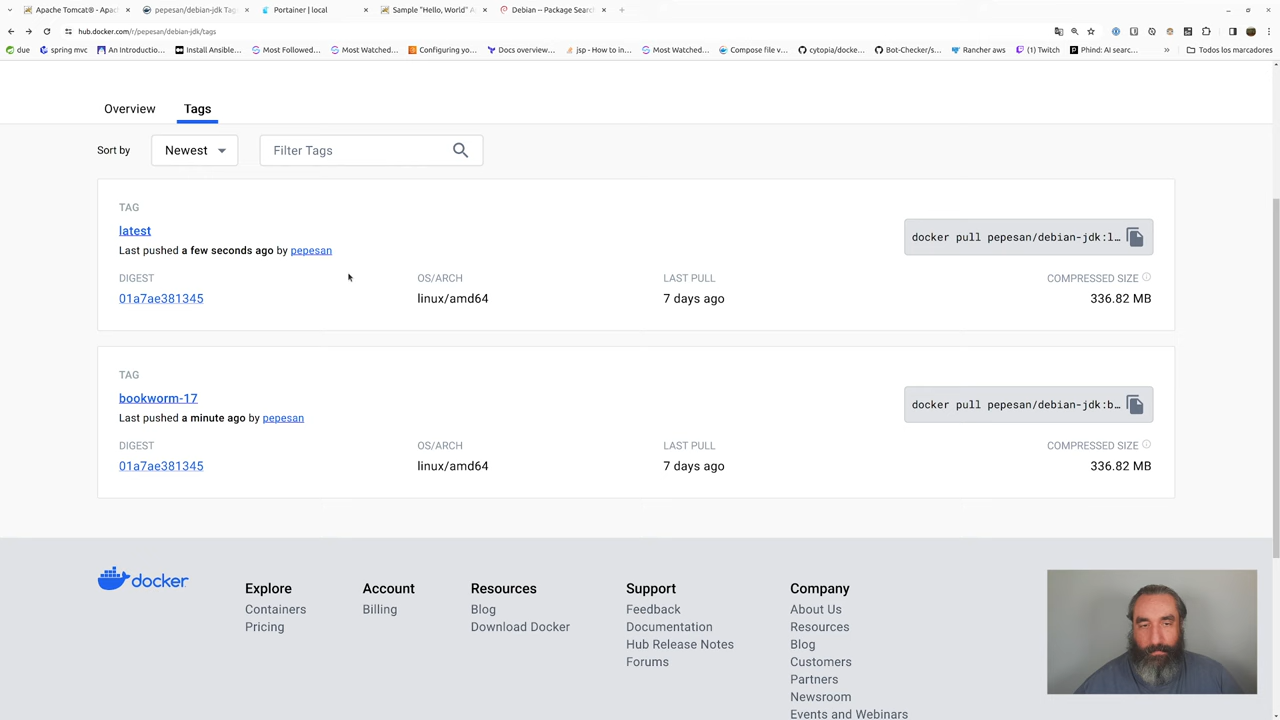 Apache Tomcat® - Apa
pepesan/debian-jdk Tag
Portainer | local
Sample "Hello, World" A
Debian -- Package Searc
hub.docker.com/r/pepesan/debian-jdk/tags
due
spring mvc
An Introductio...
Install Ansible...
Most Followed...
Most Watched...
Configuring yo...
Docs overview...
jsp - How to in...
Most Watched...
Compose file v...
cytopia/docke...
Bot-Checker/s...
Rancher aws
(1) Twitch
Phind: AI searc...
»
Todos los marcadores
Overview
Tags
Sort by
Newest
Filter Tags
TAG
latest
Last pushed a few seconds ago by pepesan
docker pull pepesan/debian-jdk:l...
DIGEST
OS/ARCH
LAST PULL
COMPRESSED SIZE
01a7ae381345
linux/amd64
7 days ago
336.82 MB
TAG
bookworm-17
Last pushed a minute ago by pepesan
docker pull pepesan/debian-jdk:b...
DIGEST
OS/ARCH
LAST PULL
COMPRESSED SIZE
01a7ae381345
linux/amd64
7 days ago
336.82 MB
docker
Explore
Containers
Pricing
Account
Billing
Resources
Blog
Download Docker
Support
Feedback
Documentation
Hub Release Notes
Forums
Company
About Us
Resources
Blog
Customers
Partners
Newsroom
Events and Webinars